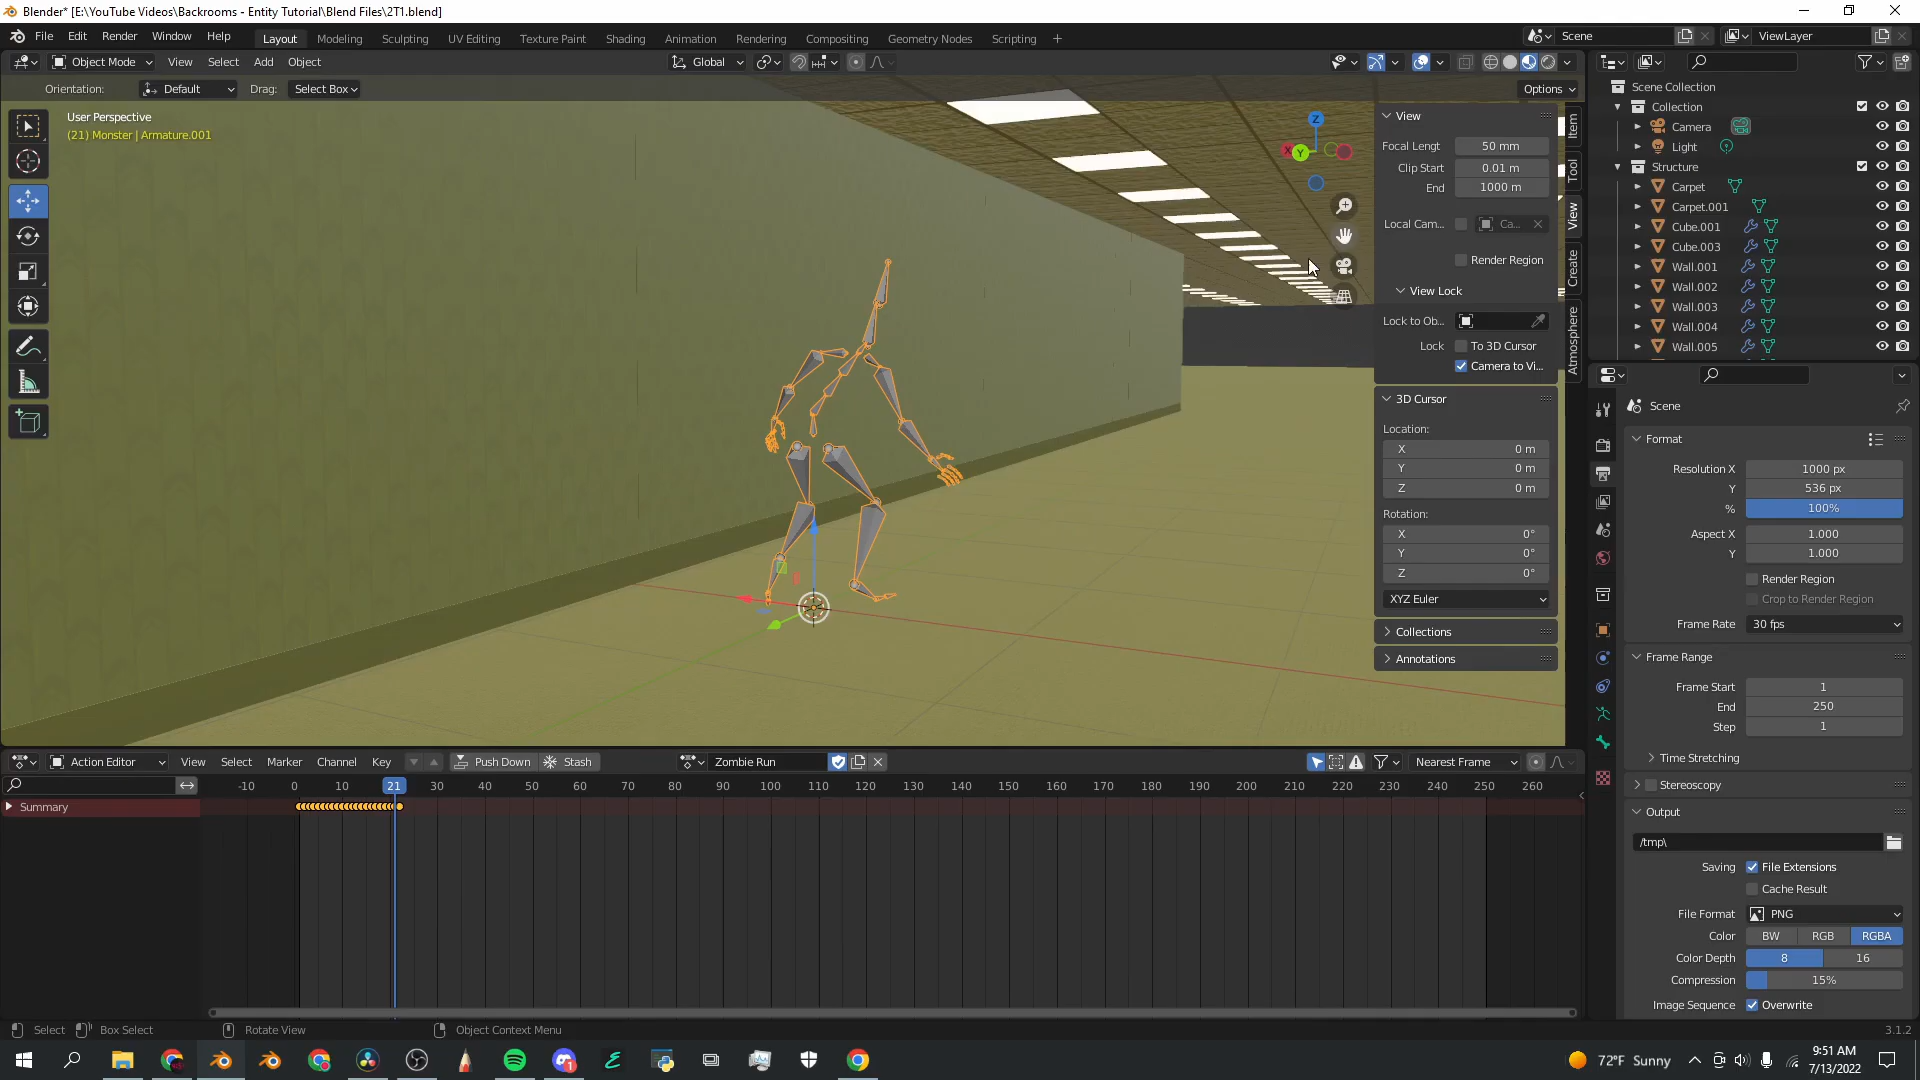 Blender* [E:\YouTube Videos\Backrooms - Entity Tutorial\Blend Files\2T1.blend]
File Edit Render Window Help Layout Modeling Sculpting UV Editing Texture Paint Shading Animation Rendering Compositing Geometry Nodes Scripting + Scene ViewLayer
Object Mode View Select Add Object Global
Orientation: Default Drag: Select Box Options
User Perspective
(21) Monster | Armature.001
Z
X
Y
View
Focal Lengt 50 mm
Clip Start 0.01 m
End 1000 m
Local Cam... Ca...
Render Region
View Lock
Lock to Ob...
Lock To 3D Cursor
Camera to Vi...
3D Cursor
Location:
X 0 m
Y 0 m
Z 0 m
Rotation:
X 0°
Y 0°
Z 0°
XYZ Euler
Collections
Annotations
Item
Tool
View
Create
Atmosphere
Scene Collection
Collection
Camera
Light
Structure
Carpet
Carpet.001
Cube.001
Cube.003
Wall.001
Wall.002
Wall.003
Wall.004
Wall.005
Scene
Format
Resolution X 1000 px
Y 536 px
% 100%
Aspect X 1.000
Y 1.000
Render Region
Crop to Render Region
Frame Rate 30 fps
Frame Range
Frame Start 1
End 250
Step 1
Time Stretching
Stereoscopy
Output
/tmp\
Saving File Extensions
Cache Result
File Format PNG
Color BW RGB RGBA
Color Depth 8 16
Compression 15%
Image Sequence Overwrite
Action Editor View Select Marker Channel Key Push Down Stash Zombie Run Nearest Frame
-10 0 10 21 30 40 50 60 70 80 90 100 110 120 130 140 150 160 170 180 190 200 210 220 230 240 250 260
Summary
Select Box Select Rotate View Object Context Menu 3.1.2
72°F Sunny
9:51 AM
7/13/2022